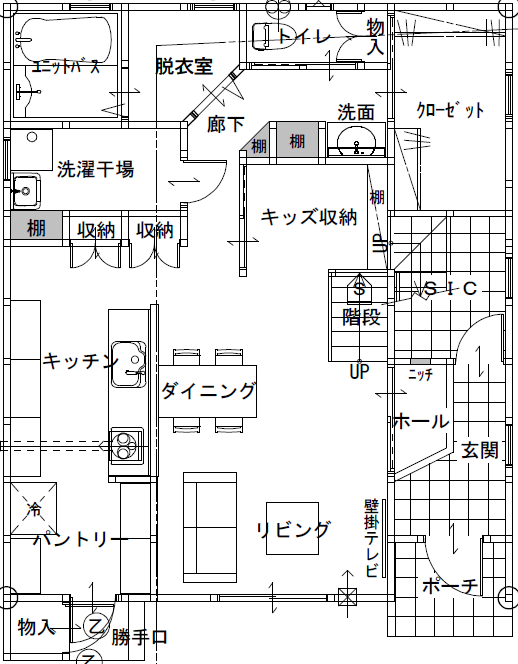 トイレ
物入
ﾕﾆｯﾄﾊﾞｽ
脱衣室
ｸﾛｰｾﾞｯﾄ
洗面
廊下
棚
棚
洗濯干場
棚
キッズ収納
棚
収納
収納
UP
S
SIC
階段
UP
ﾆｯﾁ
キッチン
ダイニング
ホール
玄関
冷
パントリー
リビング
壁掛テレビ
ポーチ
物入
乙
勝手口
乙